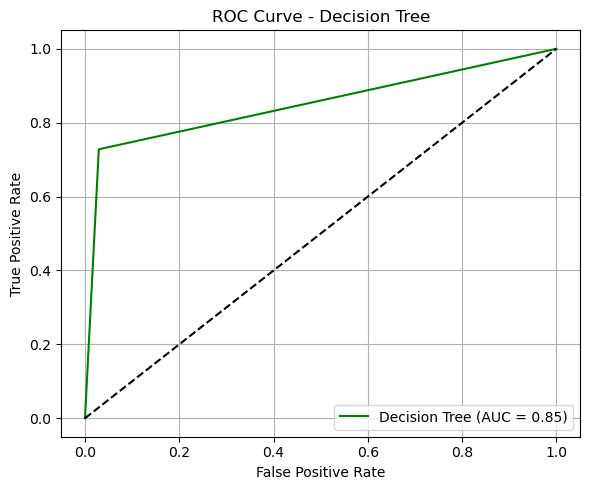 ROC Curve - Decision Tree
True Positive Rate
1.0
0.8
0.6
0.4
0.2
0.0
Decision Tree (AUC = 0.85)
0.0 0.2 0.4 0.6 0.8 1.0
False Positive Rate